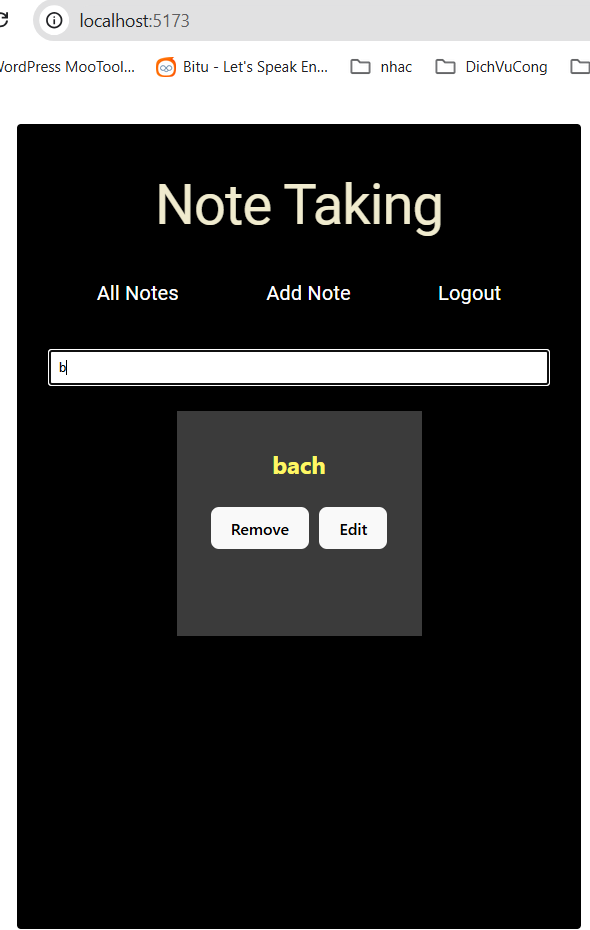 localhost:5173
WordPress MooTool... Bitu - Let's Speak En... nhac DichVuCong
Note Taking
All Notes Add Note Logout
b
bach
Remove Edit